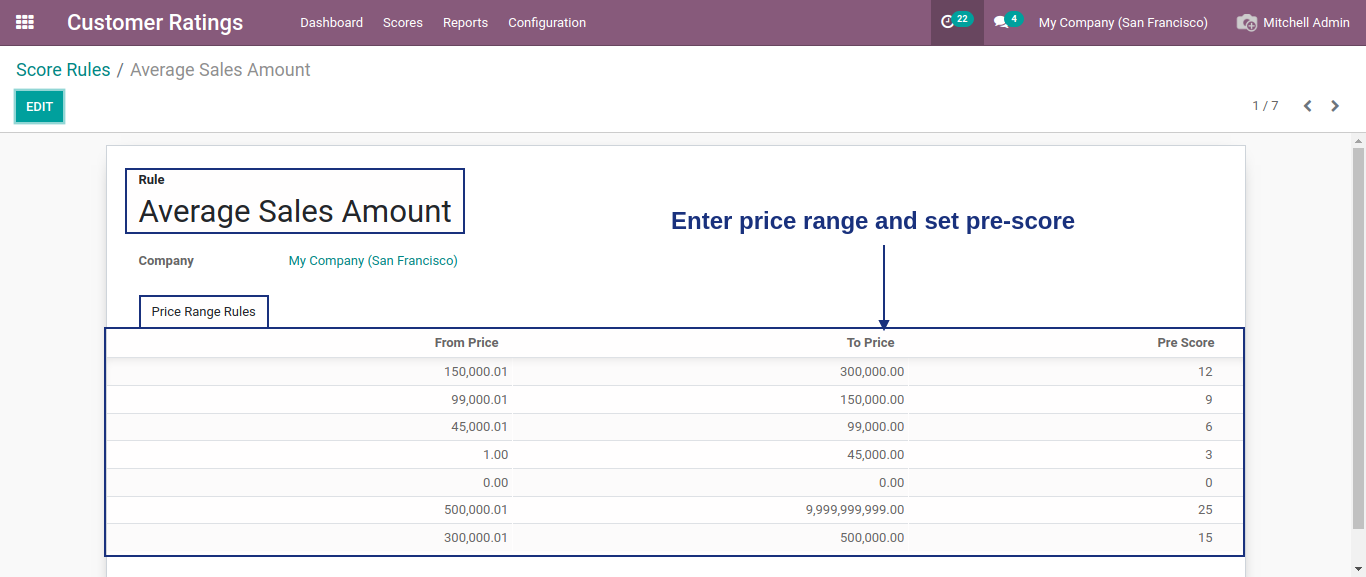 Customer Ratings Dashboard Scores Reports Configuration 22 4 My Company (San Francisco) Mitchell Admin
Score Rules / Average Sales Amount
EDIT 1 / 7
Rule
Average Sales Amount
Enter price range and set pre-score
Company My Company (San Francisco)
Price Range Rules
From Price To Price Pre Score
150,000.01 300,000.00 12
99,000.01 150,000.00 9
45,000.01 99,000.00 6
1.00 45,000.00 3
0.00 0.00 0
500,000.01 9,999,999,999.00 25
300,000.01 500,000.00 15